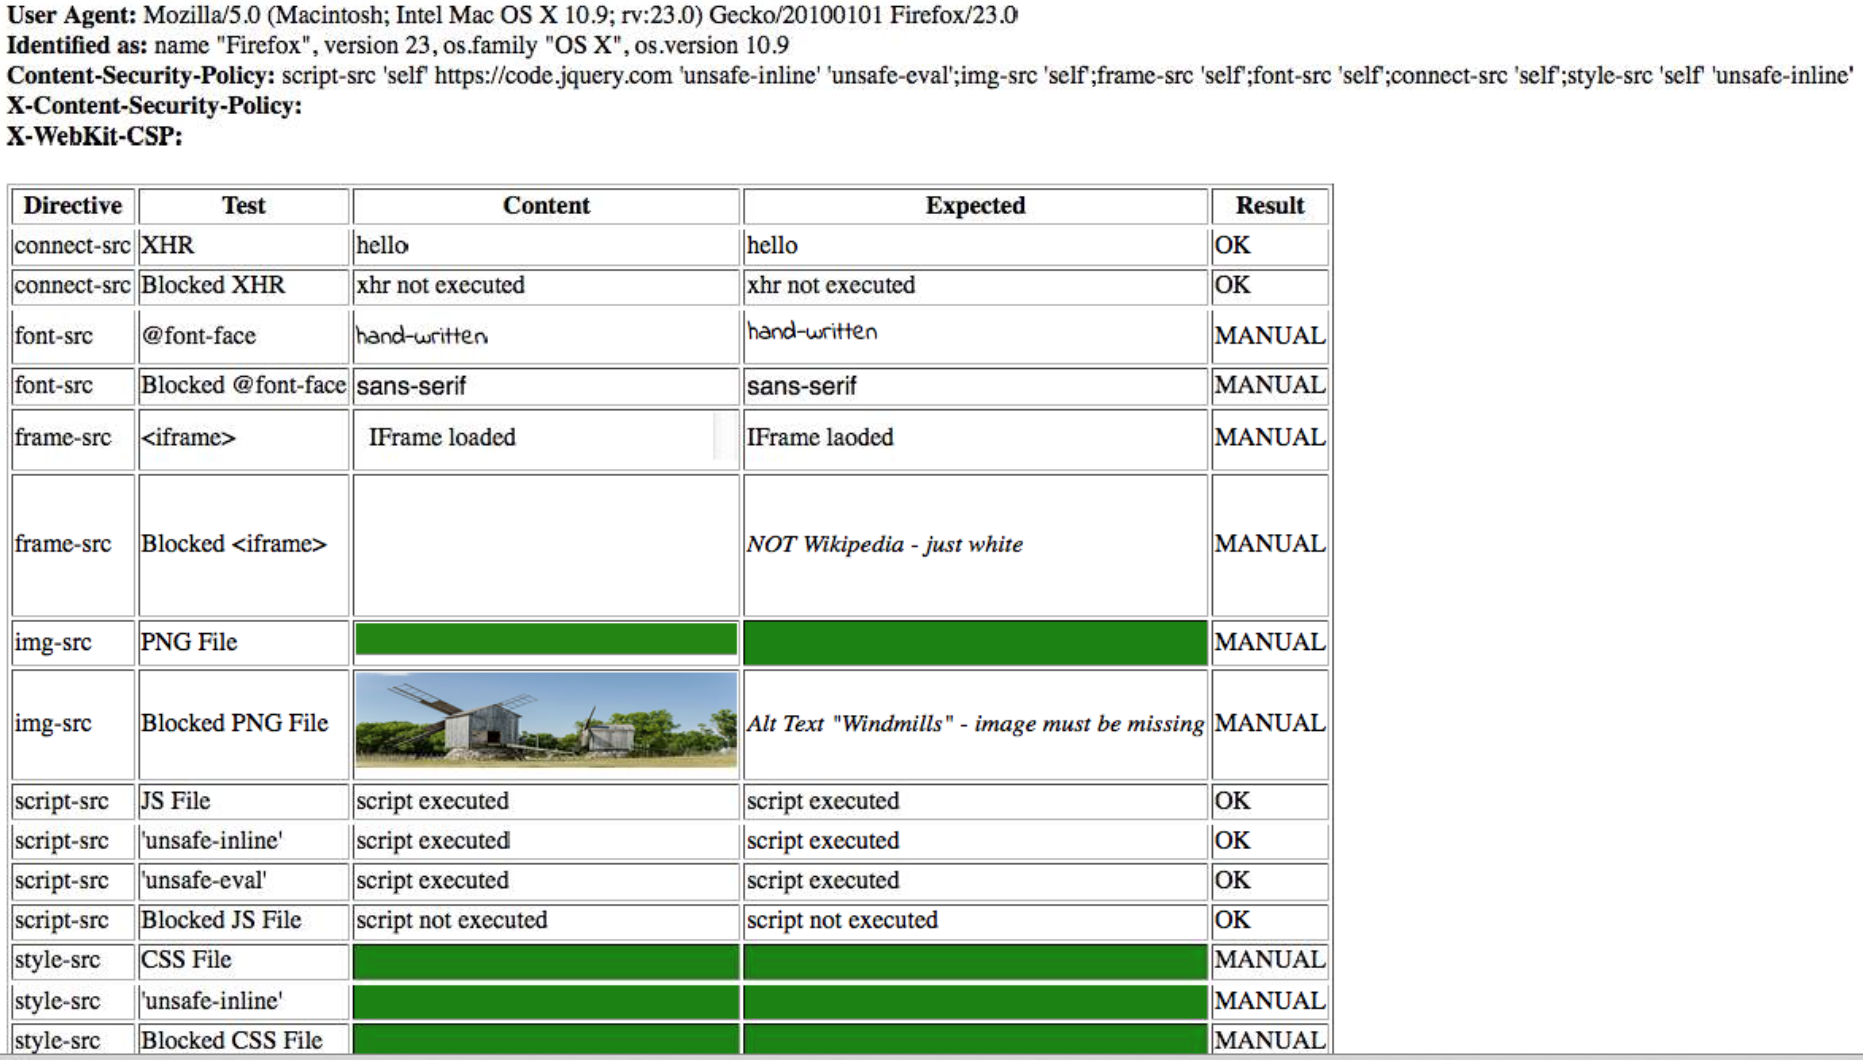 User Agent: Mozilla/5.0 (Macintosh; Intel Mac OS X 10.9; rv:23.0) Gecko/20100101 Firefox/23.0
Identified as: name "Firefox", version 23, os.family "OS X", os.version 10.9
Content-Security-Policy: script-src 'self' https://code.jquery.com 'unsafe-inline' 'unsafe-eval';img-src 'self';frame-src 'self';font-src 'self';connect-src 'self';style-src 'self' 'unsafe-inline'
X-Content-Security-Policy:
X-WebKit-CSP:
Directive Test Content Expected Result
connect-src XHR hello hello OK
connect-src Blocked XHR xhr not executed xhr not executed OK
font-src @font-face hand-written hand-written MANUAL
font-src Blocked @font-face sans-serif sans-serif MANUAL
frame-src <iframe> IFrame loaded IFrame laoded MANUAL
frame-src Blocked <iframe> NOT Wikipedia - just white MANUAL
img-src PNG File MANUAL
img-src Blocked PNG File Alt Text "Windmills" - image must be missing MANUAL
script-src JS File script executed script executed OK
script-src 'unsafe-inline' script executed script executed OK
script-src 'unsafe-eval' script executed script executed OK
script-src Blocked JS File script not executed script not executed OK
style-src CSS File MANUAL
style-src 'unsafe-inline' MANUAL
style-src Blocked CSS File MANUAL